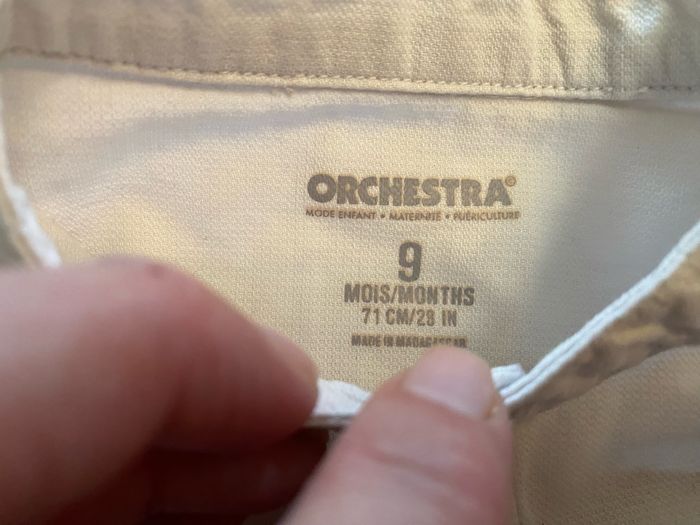 ORCHESTRA®
MODE ENFANT • MATERNITÉ • PUÉRICULTURE
9
MOIS/MONTHS
71 CM/28 IN
MADE IN MADAGASCAR